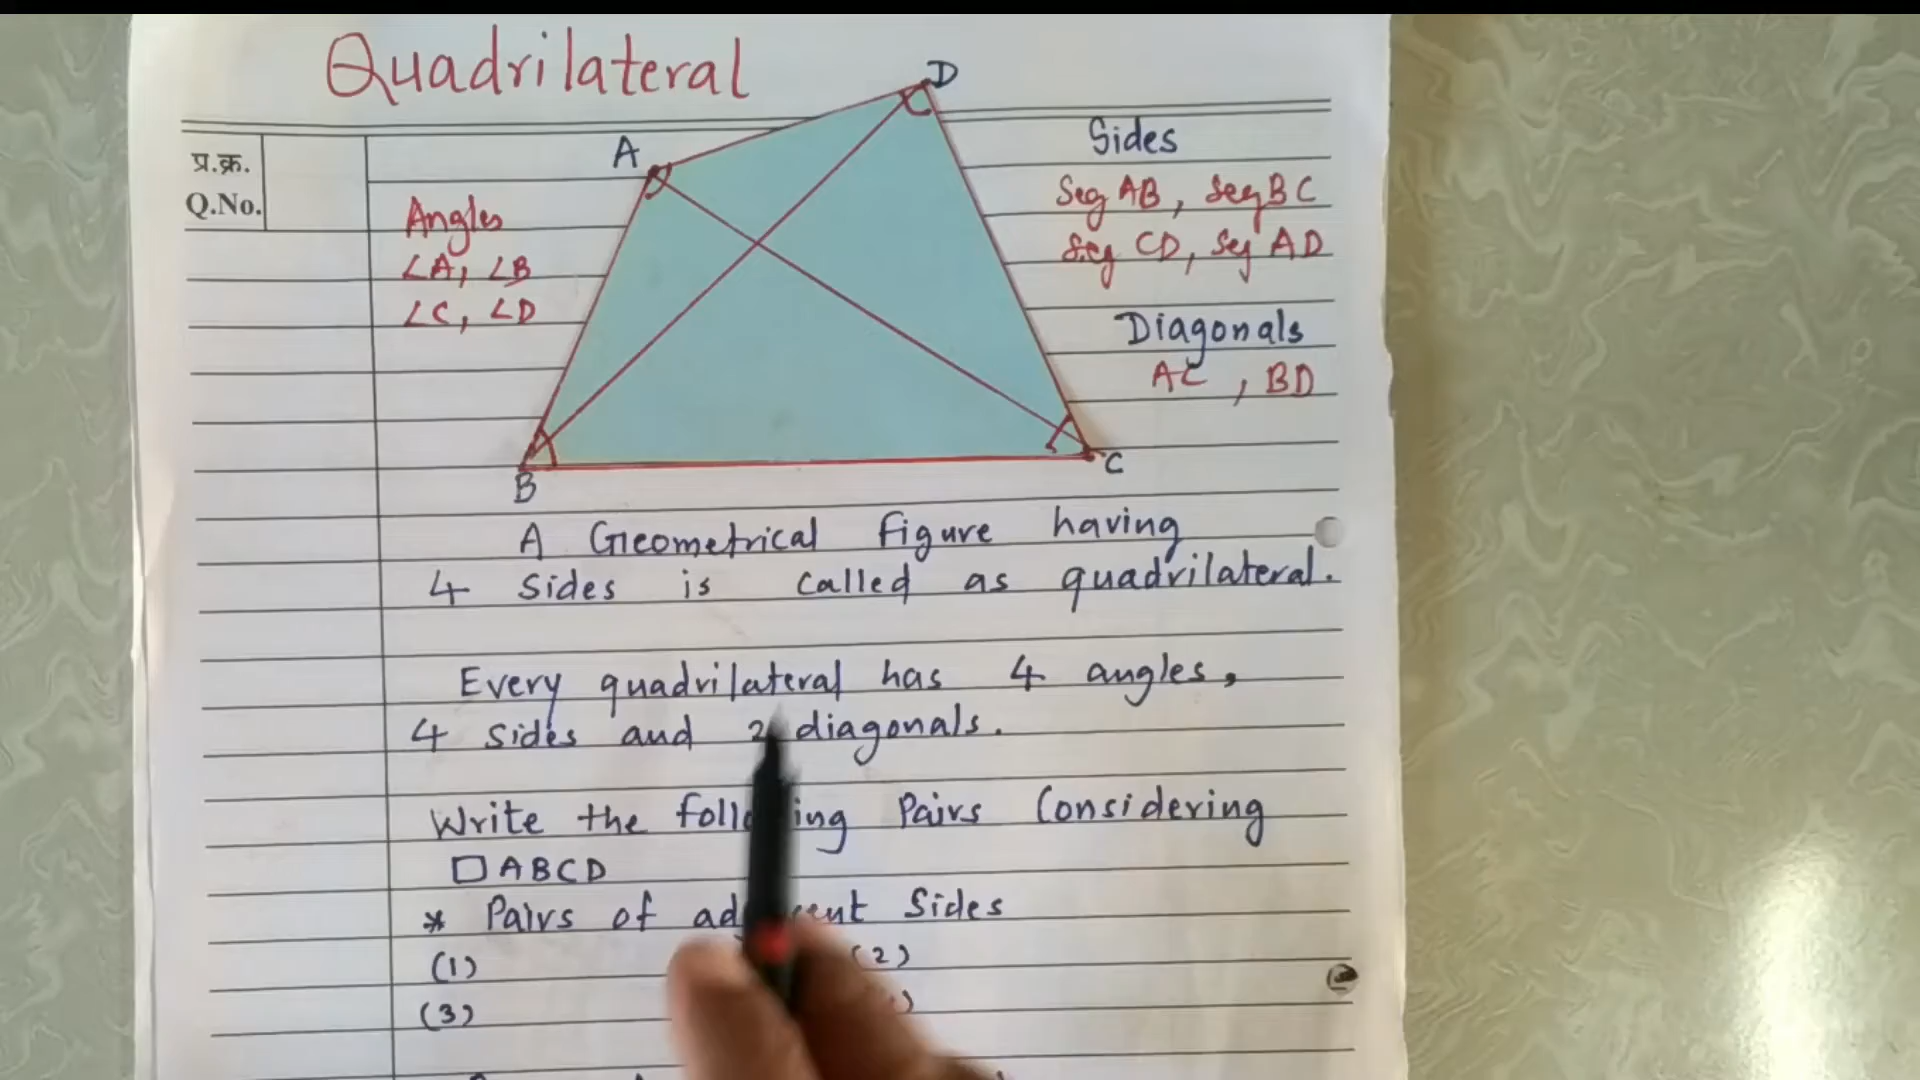 Quadrilateral
D
A
प्र.क्र.
Q.No.
Angles
∠A, ∠B
∠C, ∠D
Sides
Seg AB, Seg BC
Seg CD, Seg AD
Diagonals
AC, BD
B
C
A Geometrical figure having
4 sides is called as quadrilateral.
Every quadrilateral has 4 angles,
4 sides and 2 diagonals.
Write the Pairs Considering
□ABCD
* Pairs of Sides
(1) (2)
(3)